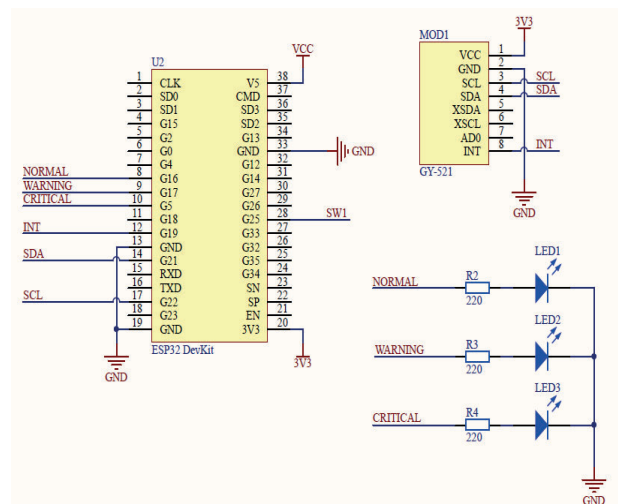 U2
1 CLK V5 38 VCC
2 SD0 CMD 37
3 SD1 SD3 36
4 G15 SD2 35
5 G2 G13 34
6 G0 GND 33 GND
7 G4 G12 32
NORMAL 8 G16 G14 31
WARNING 9 G17 G27 30
CRITICAL 10 G5 G26 29
11 G18 G25 28 SW1
INT 12 G19 G33 27
13 GND G32 26
SDA 14 G21 G35 25
15 RXD G34 24
16 TXD SN 23
SCL 17 G22 SP 22
18 G23 EN 21
19 GND 3V3 20
ESP32 DevKit
GND
3V3
3V3
MOD1
VCC 1
GND 2
SCL 3 SCL
SDA 4 SDA
XSDA 5
XSCL 6
AD0 7
INT 8 INT
GY-521
GND
NORMAL R2 220 LED1
WARNING R3 220 LED2
CRITICAL R4 220 LED3
GND